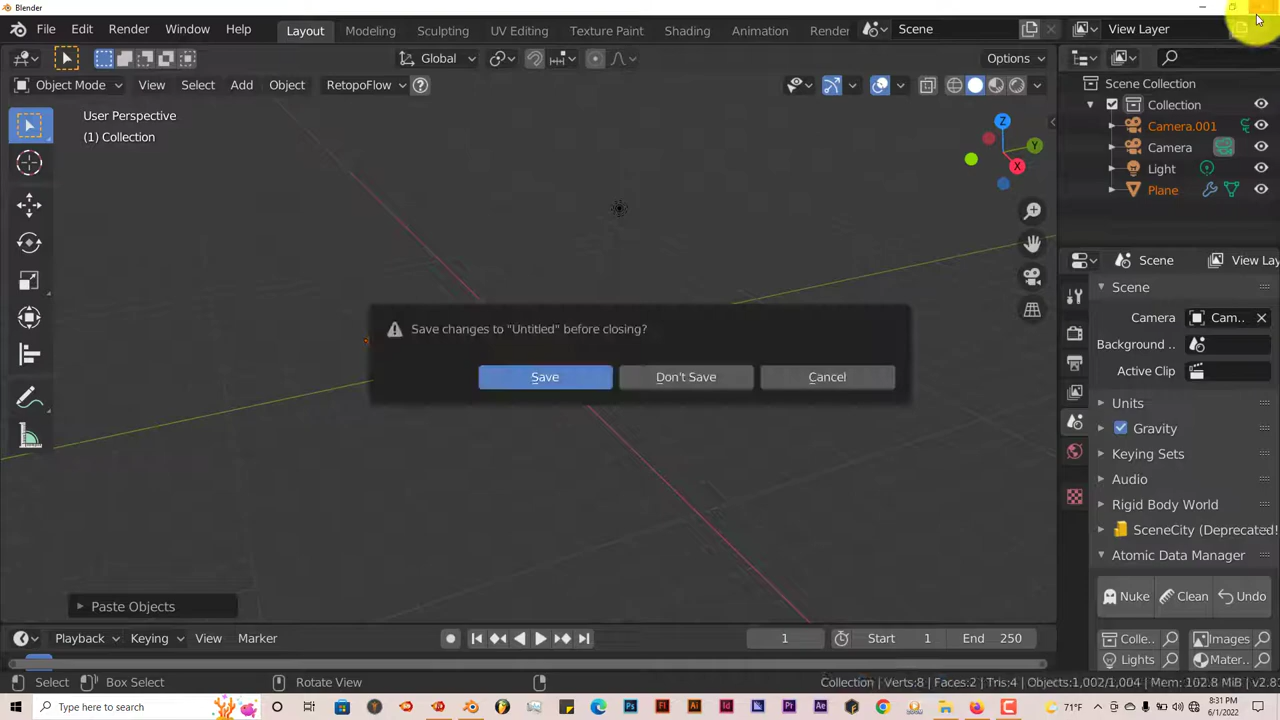 Blender
File Edit Render Window Help Layout Modeling Sculpting UV Editing Texture Paint Shading Animation Render Scene View Layer
Global Options
Object Mode View Select Add Object RetopoFlow ?
User Perspective
(1) Collection
Z
Y
X
Scene Collection
Collection
Camera.001
Camera
Light
Plane
Scene View Lay
Scene
Camera Cam...
Background ..
Active Clip
Units
Gravity
Keying Sets
Audio
Rigid Body World
SceneCity (Deprecated!
Atomic Data Manager
Nuke Clean Undo
Colle.. Images
Lights Mater..
Save changes to "Untitled" before closing?
Save Don't Save Cancel
Paste Objects
Playback Keying View Marker 1 Start 1 End 250
Select Box Select Rotate View Collection | Verts:8 | Faces:2 | Tris:4 | Objects:1,002/1,004 | Mem: 102.8 MiB | v2.8
Type here to search Ps Fl Ai Id Pr Ae 71°F 8:31 PM
6/1/2022